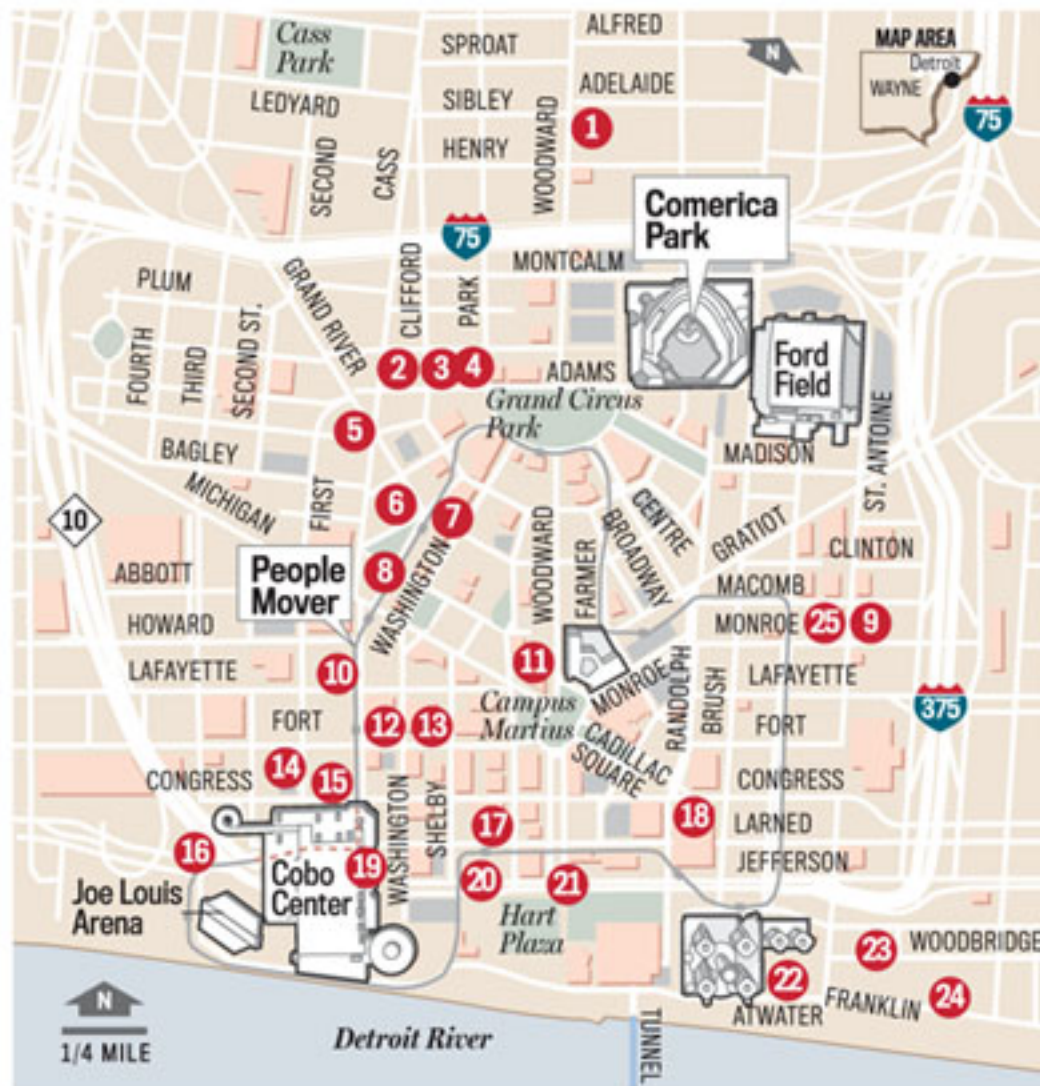 Cass
Park
SPROAT
ALFRED
N
MAP AREA
Detroit
WAYNE
LEDYARD
SIBLEY
ADELAIDE
75
HENRY
WOODWARD
1
SECOND
CASS
75
Comerica
Park
MONTCALM
PLUM
GRAND RIVER
CLIFFORD
PARK
FOURTH
THIRD
SECOND ST.
2
3
4
ADAMS
Ford
Field
Grand Circus
Park
5
BAGLEY
MADISON
ST. ANTOINE
MICHIGAN
FIRST
6
7
10
WOODWARD
BROADWAY
CENTRE
GRATIOT
CLINTON
ABBOTT
People
Mover
8
WASHINGTON
FARMER
MACOMB
HOWARD
MONROE
25
9
LAFAYETTE
10
11
MONROE
RANDOLPH
BRUSH
LAFAYETTE
Campus
Martius
FORT
12
13
CADILLAC
SQUARE
FORT
375
CONGRESS
14
15
CONGRESS
WASHINGTON
SHELBY
17
18
LARNED
16
Cobo
Center
19
JEFFERSON
Joe Louis
Arena
20
21
Hart
Plaza
23
WOODBRIDGE
22
FRANKLIN
24
ATWATER
N
1/4 MILE
Detroit River
TUNNEL